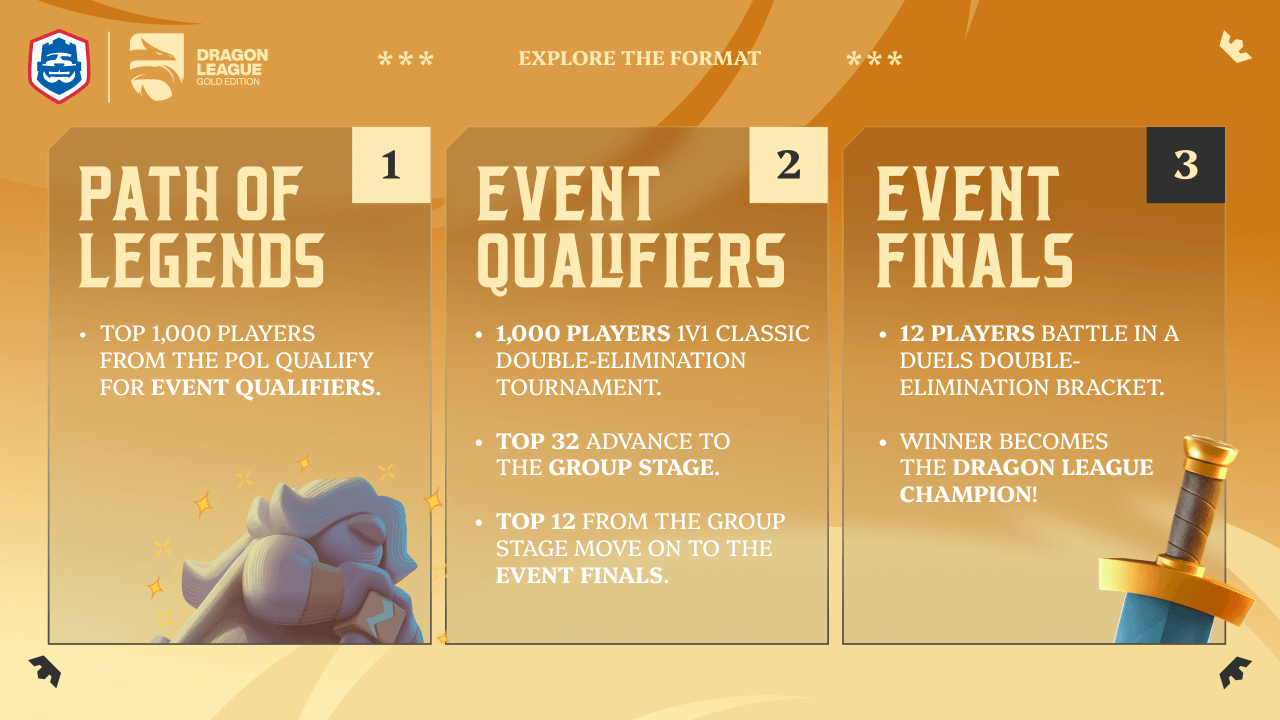 DRAGON
LEAGUE
GOLD EDITION
*** EXPLORE THE FORMAT ***
1
PATH OF
LEGENDS
• TOP 1,000 PLAYERS
FROM THE POL QUALIFY
FOR EVENT QUALIFIERS.
2
EVENT
QUALIFIERS
• 1,000 PLAYERS 1V1 CLASSIC
DOUBLE-ELIMINATION
TOURNAMENT.
• TOP 32 ADVANCE TO
THE GROUP STAGE.
• TOP 12 FROM THE GROUP
STAGE MOVE ON TO THE
EVENT FINALS.
3
EVENT
FINALS
• 12 PLAYERS BATTLE IN A
DUELS DOUBLE-
ELIMINATION BRACKET.
• WINNER BECOMES
THE DRAGON LEAGUE
CHAMPION!